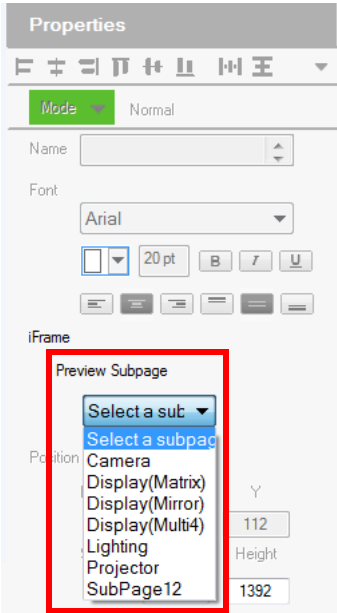 Properties
Mode Normal
Name
Font
Arial
20 pt B I U
iFrame
Preview Subpage
Select a sub
Select a subpag
Position
Camera
Display(Matrix)
Y
Display(Mirror)
Display(Multi4)
112
Lighting
Height
Projector
SubPage12
1392